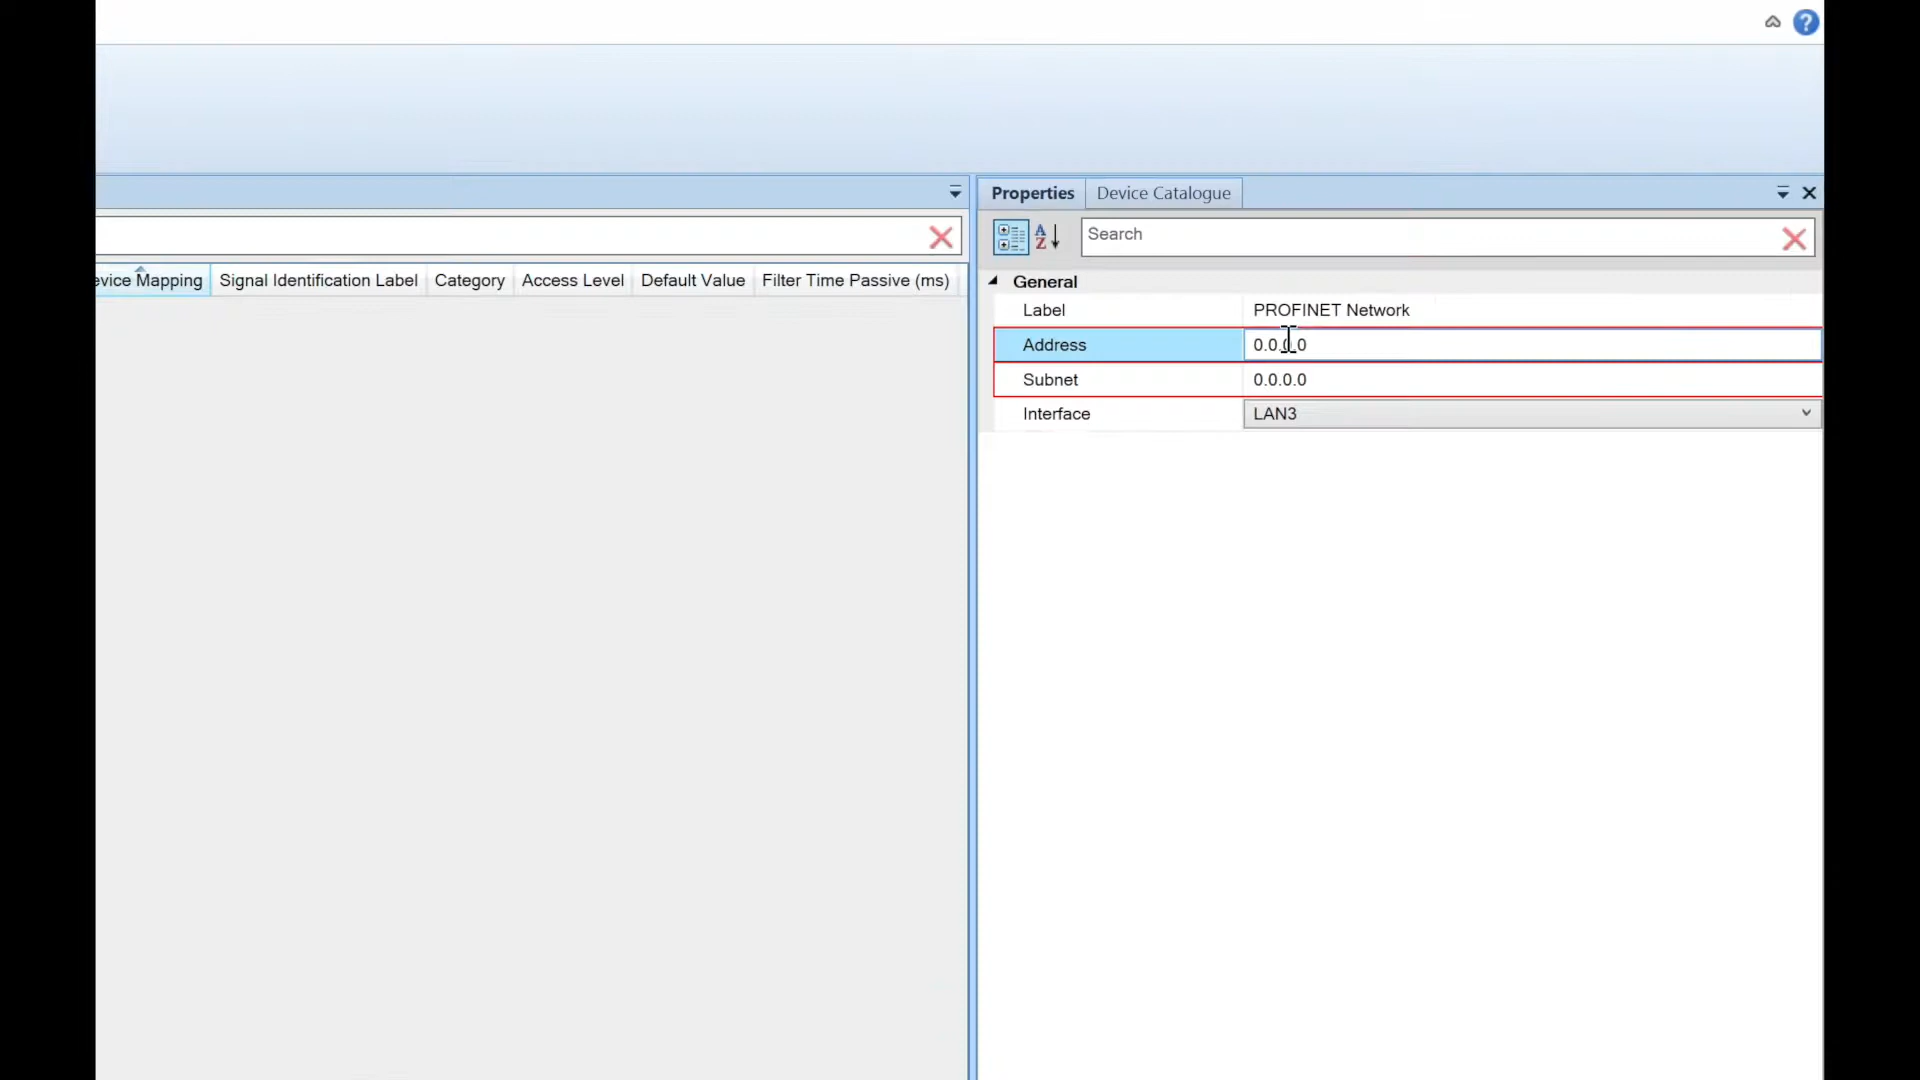 ?
Properties
Device Catalogue
A
Z
Search
evice Mapping
Signal Identification Label
Category
Access Level
Default Value
Filter Time Passive (ms)
General
Label
PROFINET Network
Address
0.0.0.0
Subnet
0.0.0.0
Interface
LAN3